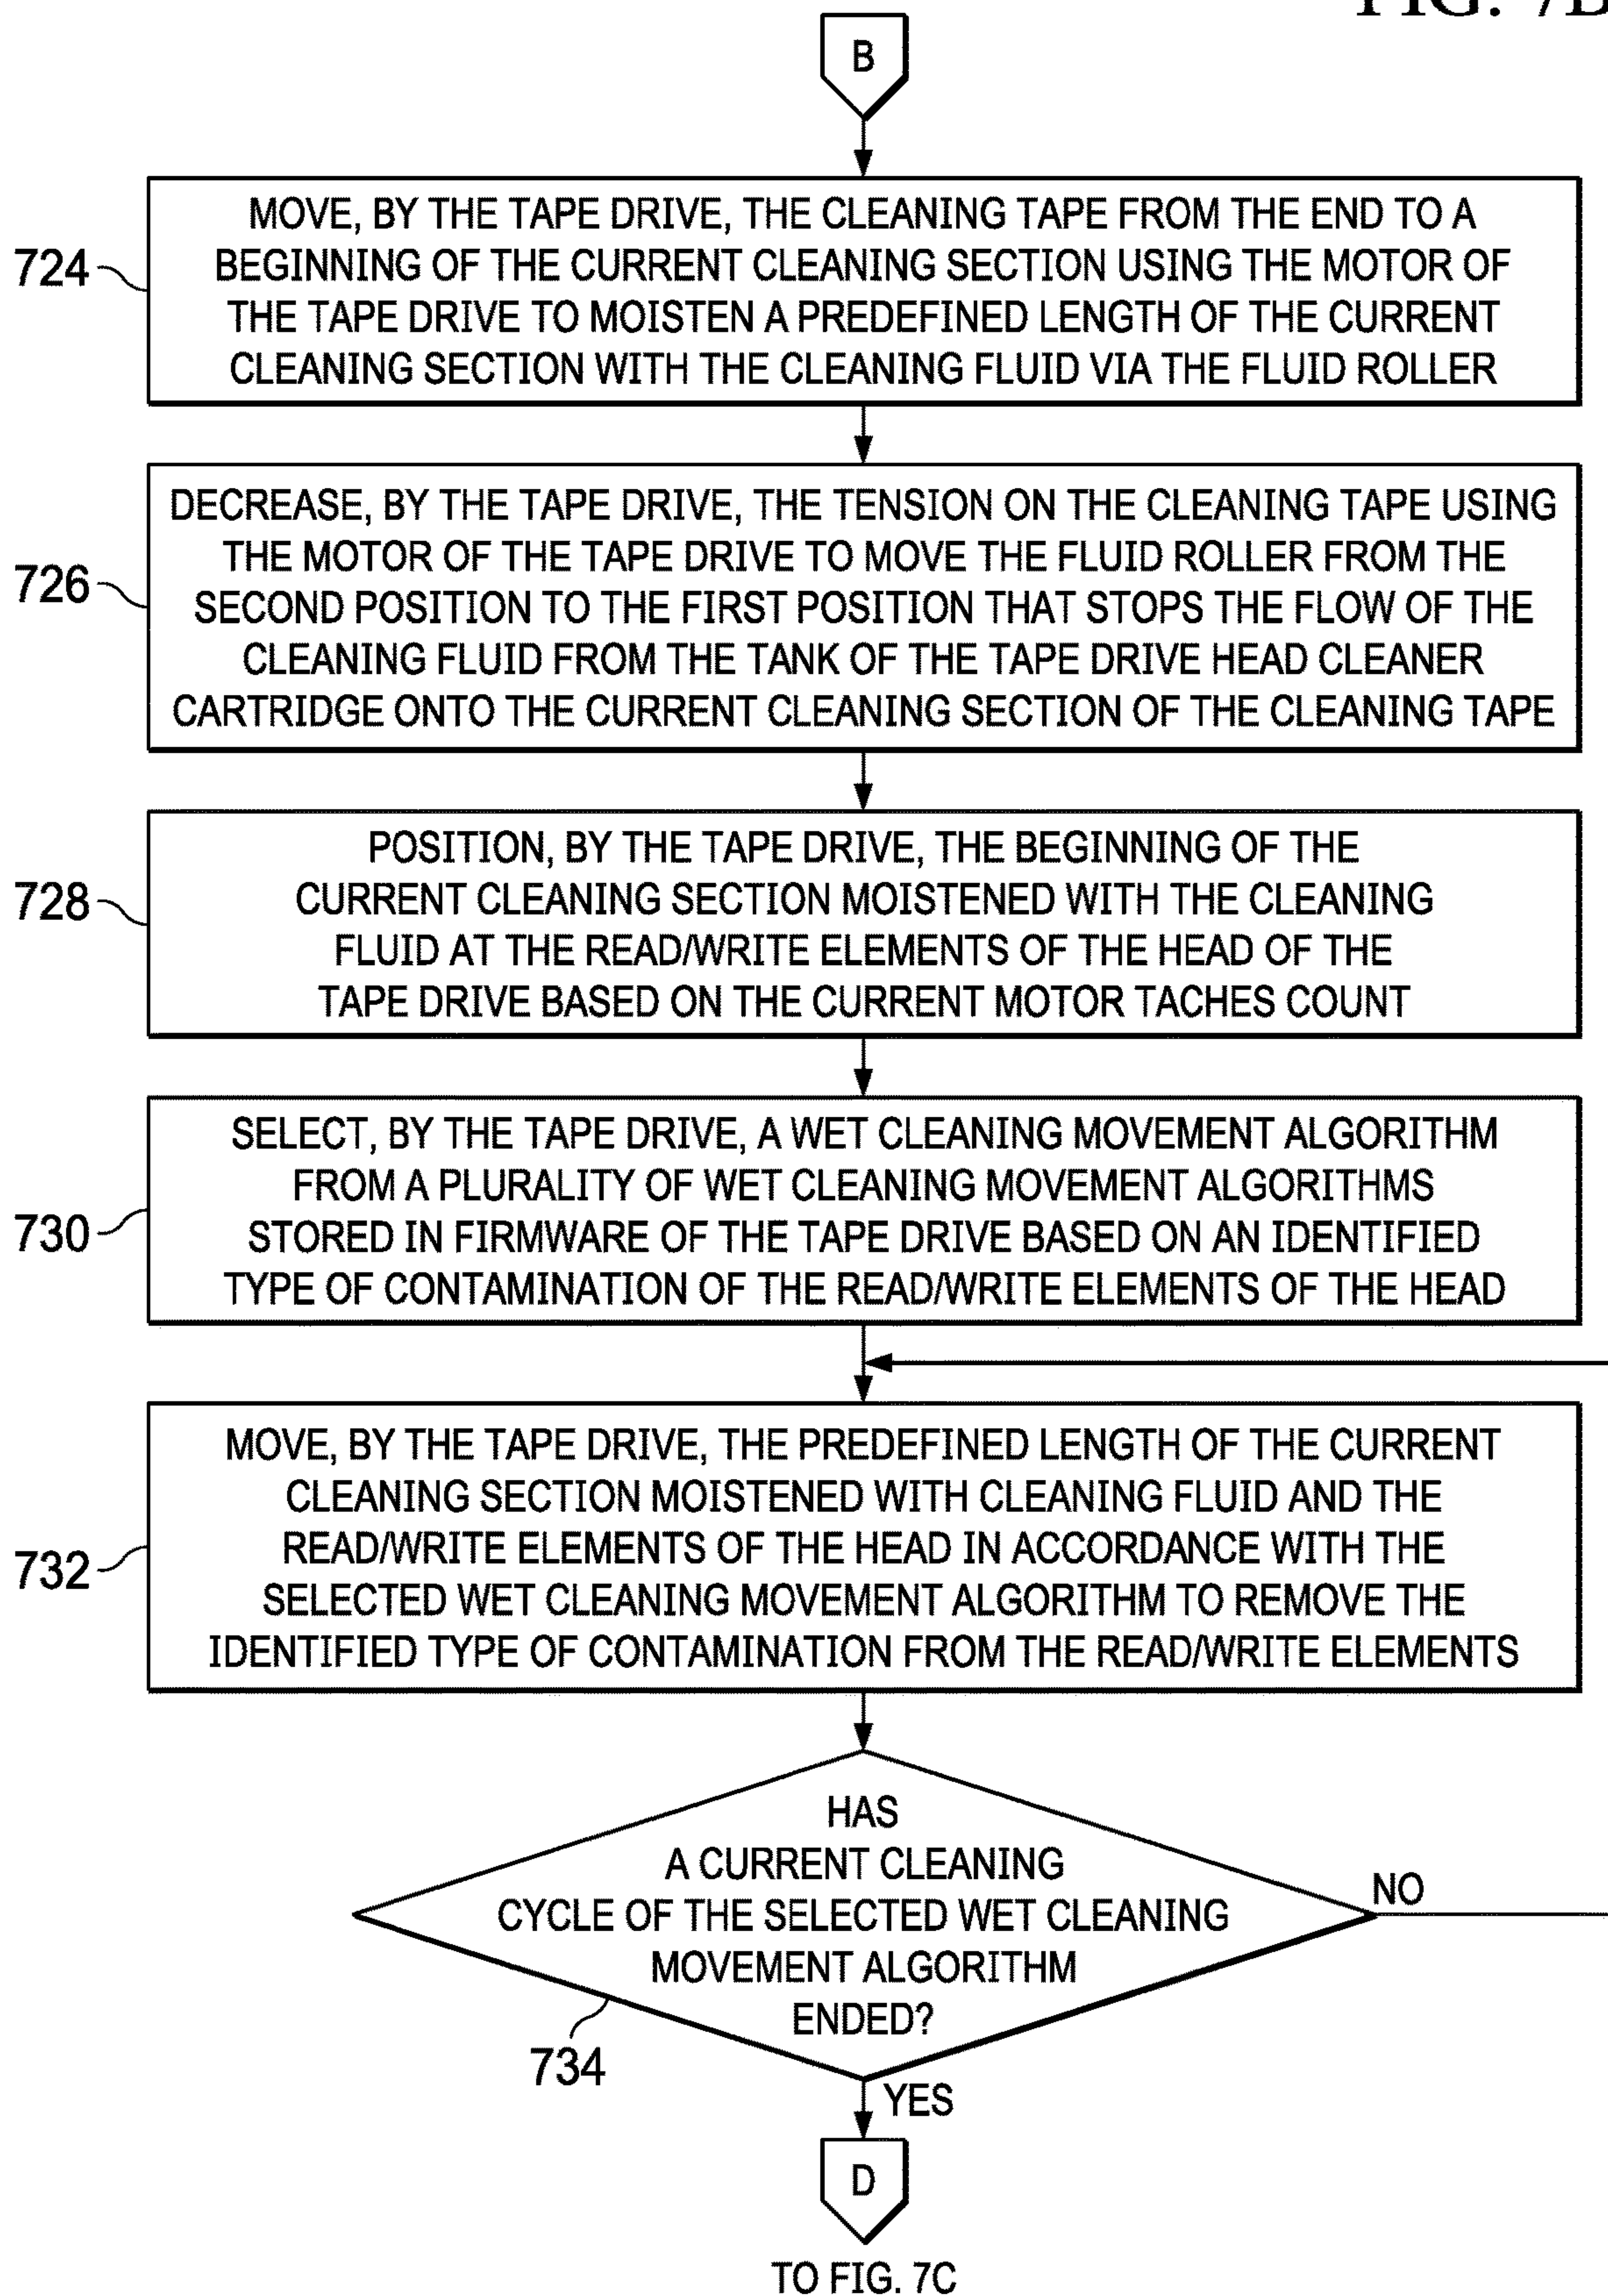 FIG. 7B
B
MOVE, BY THE TAPE DRIVE, THE CLEANING TAPE FROM THE END TO A
BEGINNING OF THE CURRENT CLEANING SECTION USING THE MOTOR OF
THE TAPE DRIVE TO MOISTEN A PREDEFINED LENGTH OF THE CURRENT
CLEANING SECTION WITH THE CLEANING FLUID VIA THE FLUID ROLLER
724
DECREASE, BY THE TAPE DRIVE, THE TENSION ON THE CLEANING TAPE USING
THE MOTOR OF THE TAPE DRIVE TO MOVE THE FLUID ROLLER FROM THE
SECOND POSITION TO THE FIRST POSITION THAT STOPS THE FLOW OF THE
CLEANING FLUID FROM THE TANK OF THE TAPE DRIVE HEAD CLEANER
CARTRIDGE ONTO THE CURRENT CLEANING SECTION OF THE CLEANING TAPE
726
POSITION, BY THE TAPE DRIVE, THE BEGINNING OF THE
CURRENT CLEANING SECTION MOISTENED WITH THE CLEANING
FLUID AT THE READ/WRITE ELEMENTS OF THE HEAD OF THE
TAPE DRIVE BASED ON THE CURRENT MOTOR TACHES COUNT
728
SELECT, BY THE TAPE DRIVE, A WET CLEANING MOVEMENT ALGORITHM
FROM A PLURALITY OF WET CLEANING MOVEMENT ALGORITHMS
STORED IN FIRMWARE OF THE TAPE DRIVE BASED ON AN IDENTIFIED
TYPE OF CONTAMINATION OF THE READ/WRITE ELEMENTS OF THE HEAD
730
MOVE, BY THE TAPE DRIVE, THE PREDEFINED LENGTH OF THE CURRENT
CLEANING SECTION MOISTENED WITH CLEANING FLUID AND THE
READ/WRITE ELEMENTS OF THE HEAD IN ACCORDANCE WITH THE
SELECTED WET CLEANING MOVEMENT ALGORITHM TO REMOVE THE
IDENTIFIED TYPE OF CONTAMINATION FROM THE READ/WRITE ELEMENTS
732
HAS
A CURRENT CLEANING
CYCLE OF THE SELECTED WET CLEANING
MOVEMENT ALGORITHM
ENDED?
NO
734
YES
D
TO FIG. 7C